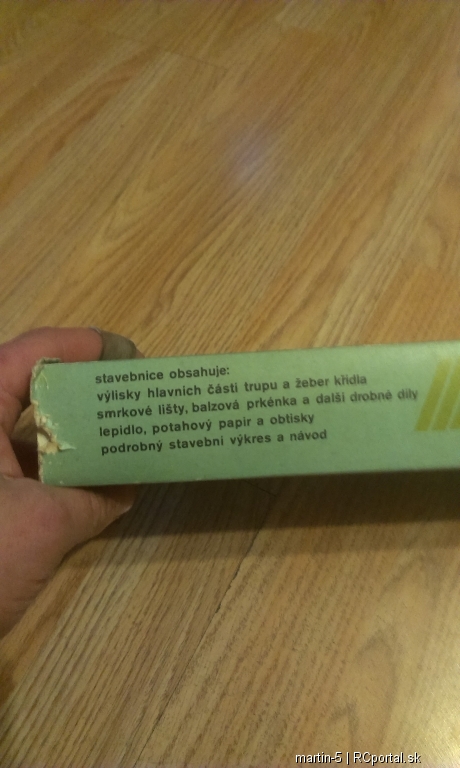 stavebnice obsahuje:
výlisky hlavních částí trupu a žeber křídla
smrkové lišty, balzová prkénka a další drobné díly
lepidlo, potahový papír a obtisky
podrobný stavební výkres a návod
martin-5 | RCportal.sk